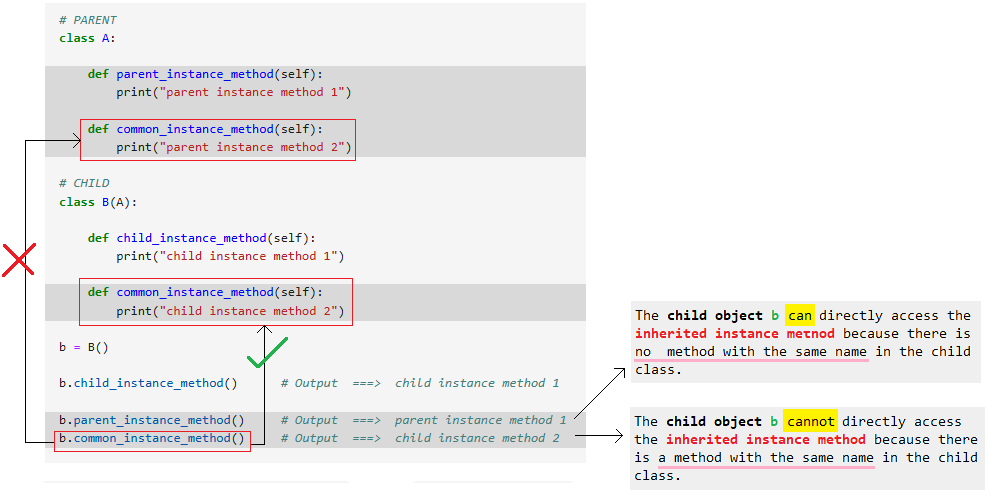 # PARENT
class A:
def parent_instance_method(self):
print("parent instance method 1")
def common_instance_method(self):
print("parent instance method 2")
# CHILD
class B(A):
def child_instance_method(self):
print("child instance method 1")
def common_instance_method(self):
print("child instance method 2")
b = B()
b.child_instance_method() # Output ===> child instance method 1
b.parent_instance_method() # Output ===> parent instance method 1
b.common_instance_method() # Output ===> child instance method 2
The child object b can directly access the
inherited instance method because there is
no method with the same name in the child
class.
The child object b cannot directly access
the inherited instance method because there
is a method with the same name in the child
class.